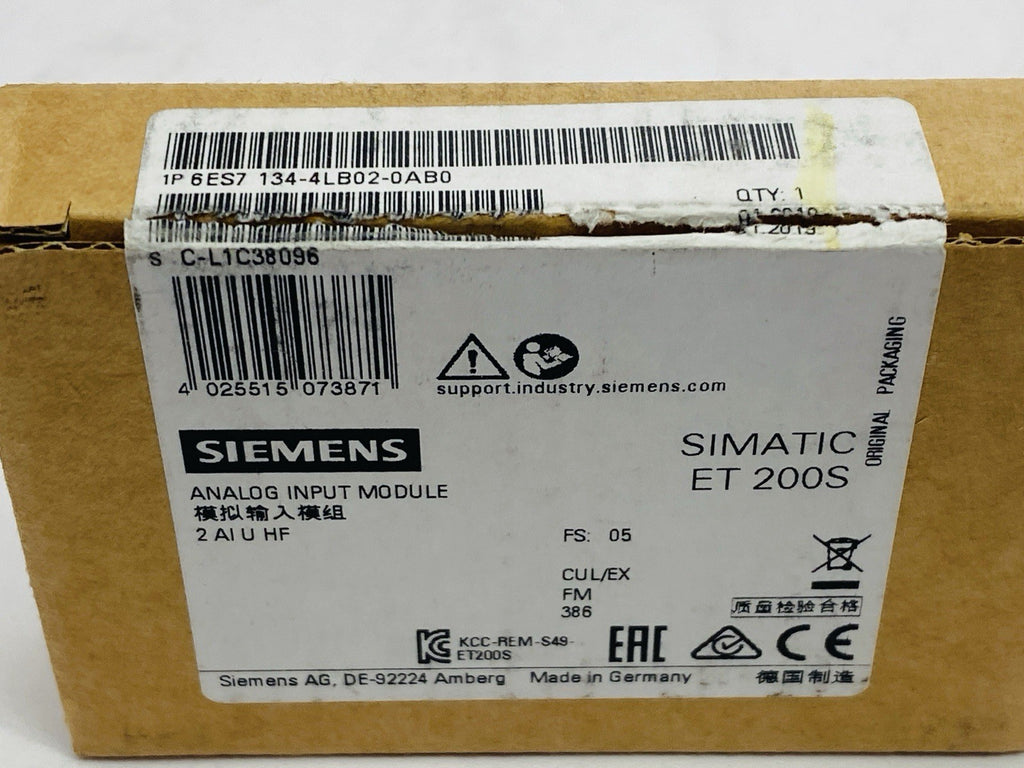 1P 6ES7 134-4LB02-0AB0
QTY: 1
S C-L1C38096
4 025515 073871
support.industry.siemens.com
ORIGINAL PACKAGING
SIEMENS
SIMATIC
ET 200S
ANALOG INPUT MODULE
模拟输入模组
2 AI U HF
FS: 05
CUL/EX
FM
386
质量检验合格
KCC-REM-S49-
ET200S
EAC
CE
Siemens AG, DE-92224 Amberg Made in Germany 德国制造